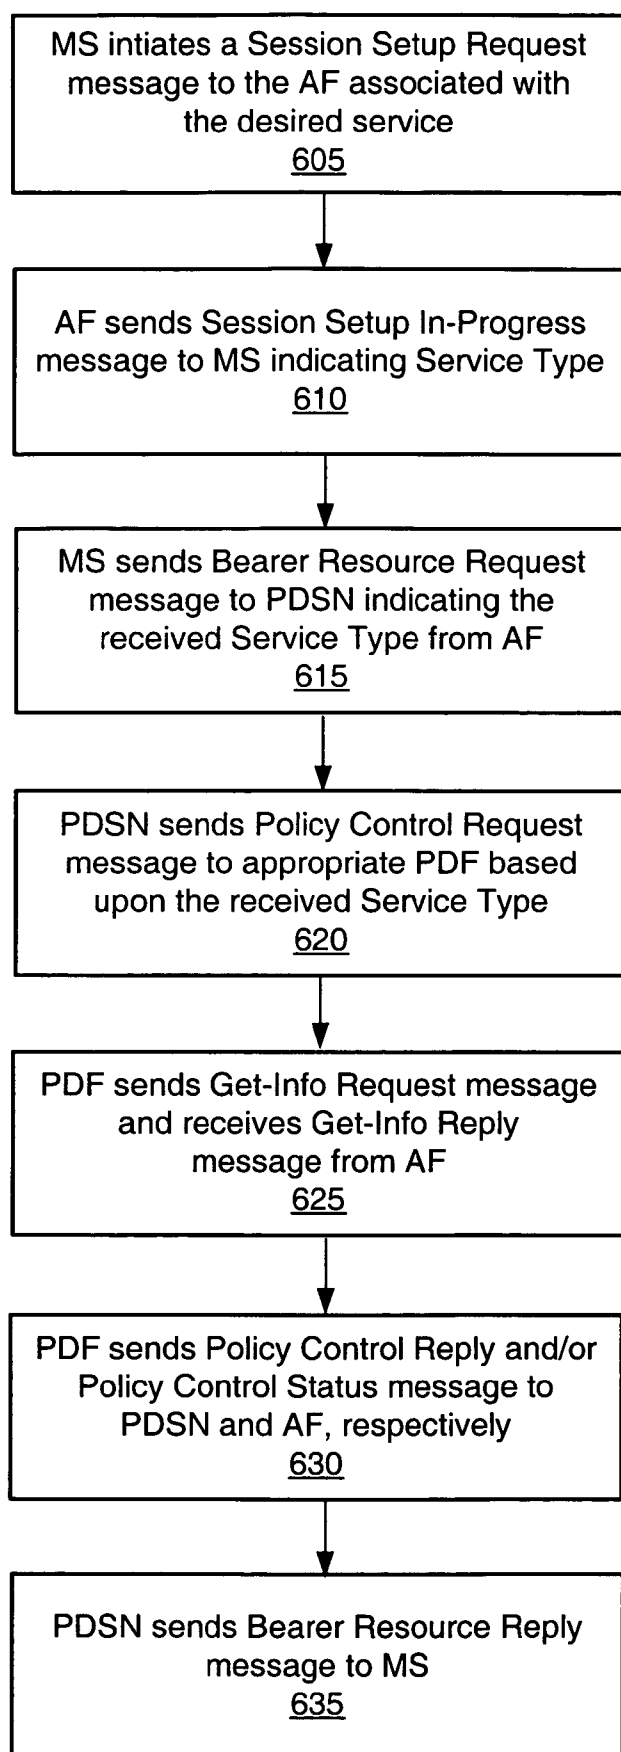 MS intiates a Session Setup Request
message to the AF associated with
the desired service
605
AF sends Session Setup In-Progress
message to MS indicating Service Type
610
MS sends Bearer Resource Request
message to PDSN indicating the
received Service Type from AF
615
PDSN sends Policy Control Request
message to appropriate PDF based
upon the received Service Type
620
PDF sends Get-Info Request message
and receives Get-Info Reply
message from AF
625
PDF sends Policy Control Reply and/or
Policy Control Status message to
PDSN and AF, respectively
630
PDSN sends Bearer Resource Reply
message to MS
635